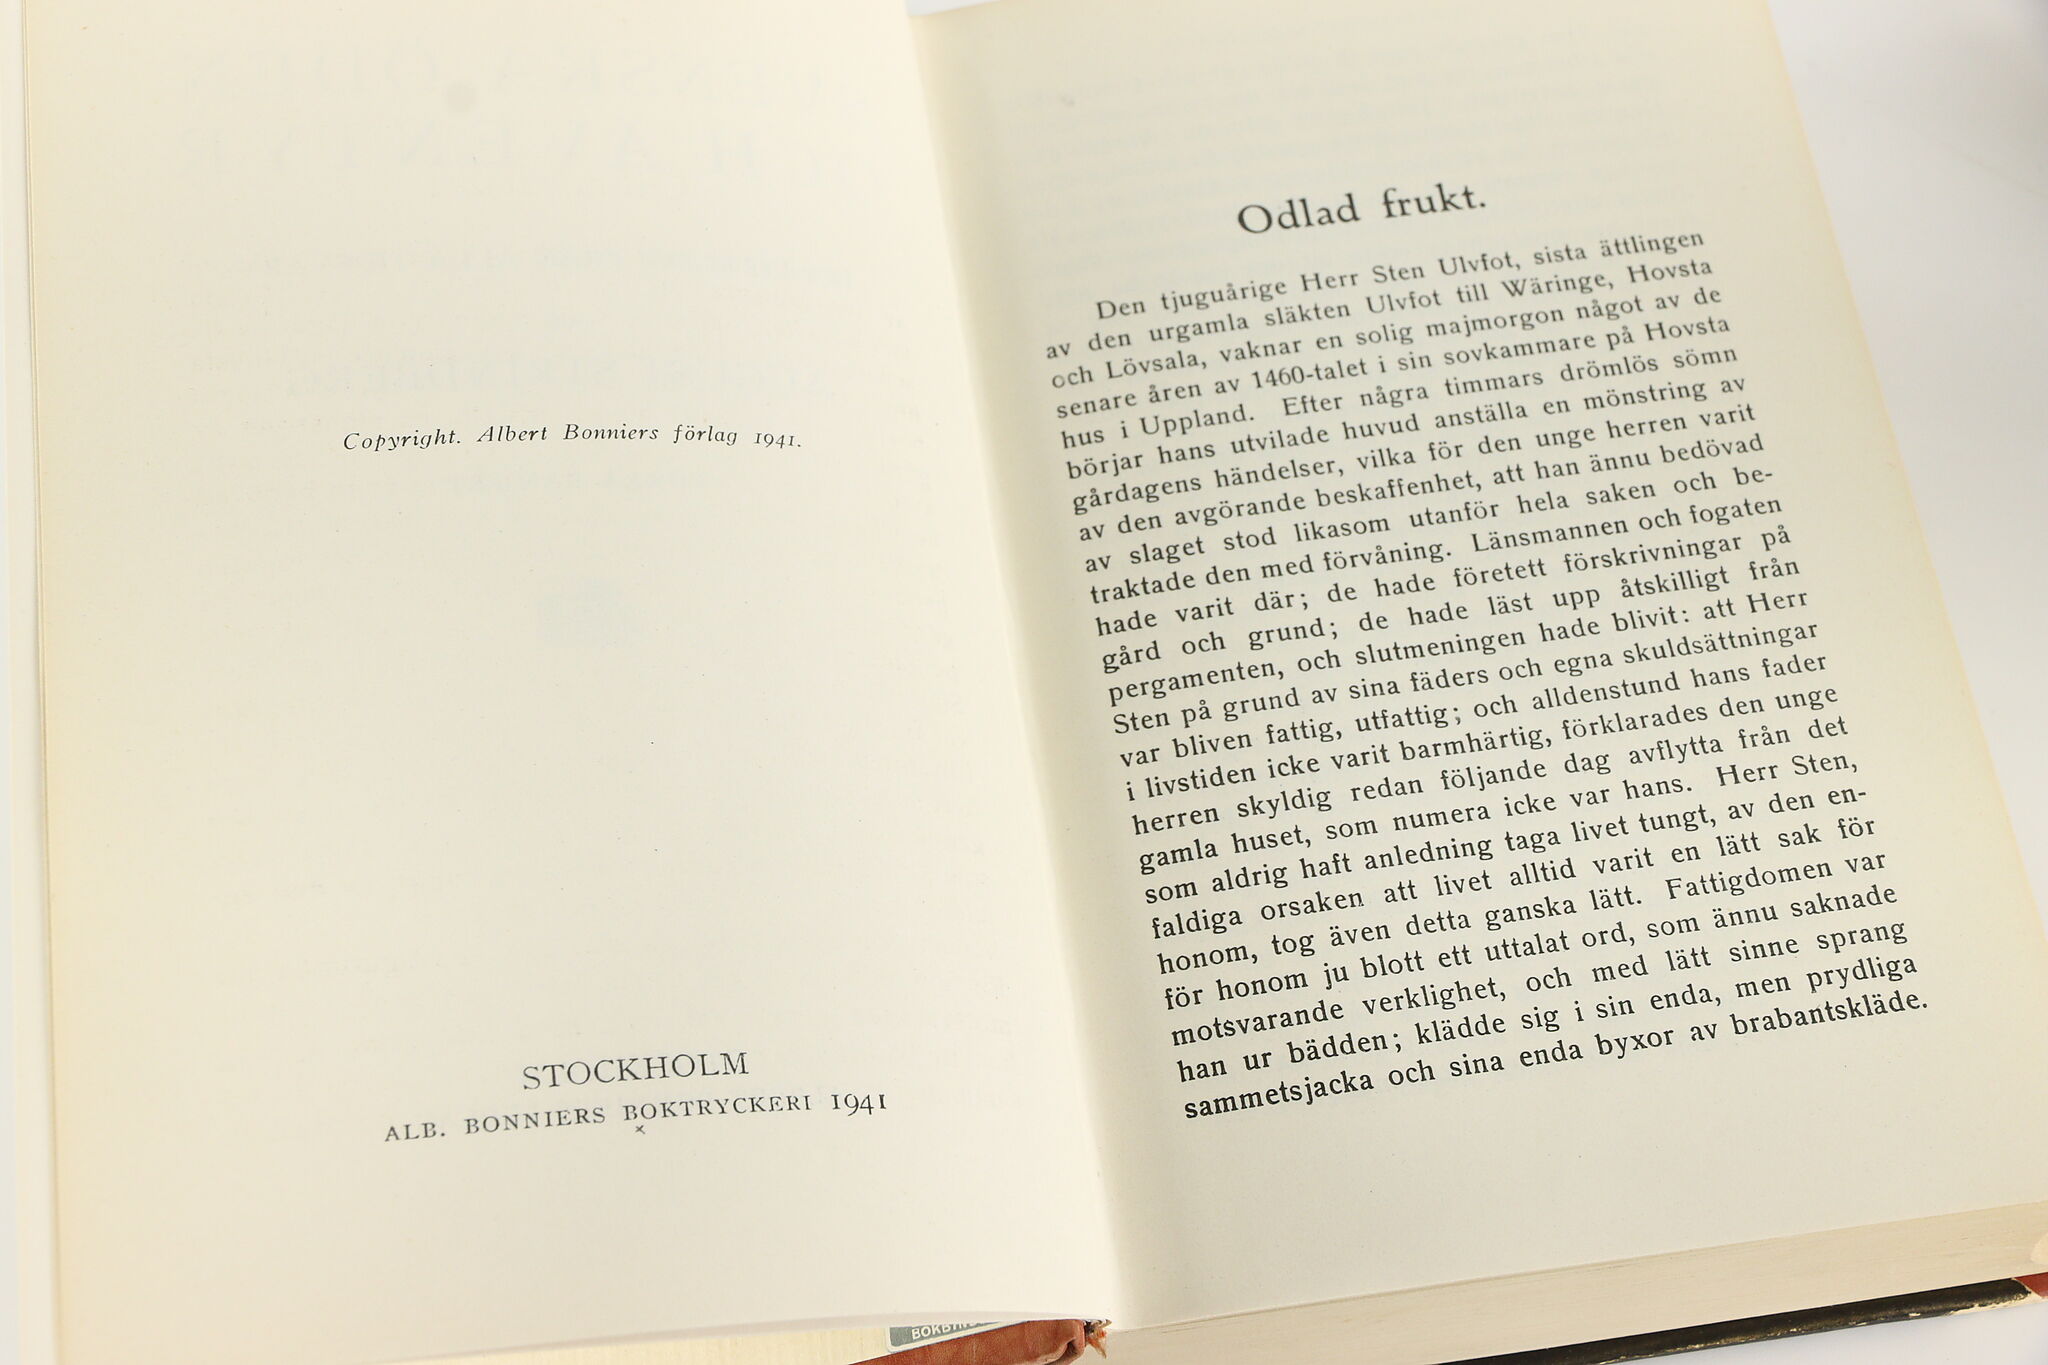 Copyright. Albert Bonniers förlag 1941.
STOCKHOLM
ALB. BONNIERS BOKTRYCKERI 1941
Odlad frukt.
Den tjuguårige Herr Sten Ulvfot, sista ättlingen
av den urgamla släkten Ulvfot till Wäringe, Hovsta
och Lövsala, vaknar en solig majmorgon något av de
senare åren av 1460-talet i sin sovkammare på Hovsta
hus i Uppland. Efter några timmars drömlös sömn
börjar hans utvilade huvud anställa en mönstring av
gårdagens händelser, vilka för den unge herren varit
av den avgörande beskaffenhet, att han ännu bedövad
av slaget stod likasom utanför hela saken och be-
traktade den med förvåning. Länsmannen och fogaten
hade varit där; de hade företett förskrivningar på
gård och grund; de hade läst upp åtskilligt från
pergamenten, och slutmeningen hade blivit: att Herr
Sten på grund av sina fäders och egna skuldsättningar
var bliven fattig, utfattig; och alldenstund hans fader
i livstiden icke varit barmhärtig, förklarades den unge
herren skyldig redan följande dag avflytta från det
gamla huset, som numera icke var hans. Herr Sten,
som aldrig haft anledning taga livet tungt, av den en-
faldiga orsaken att livet alltid varit en lätt sak för
honom, tog även detta ganska lätt. Fattigdomen var
för honom ju blott ett uttalat ord, som ännu saknade
motsvarande verklighet, och med lätt sinne sprang
han ur bädden; klädde sig i sin enda, men prydliga
sammetsjacka och sina enda byxor av brabantskläde.